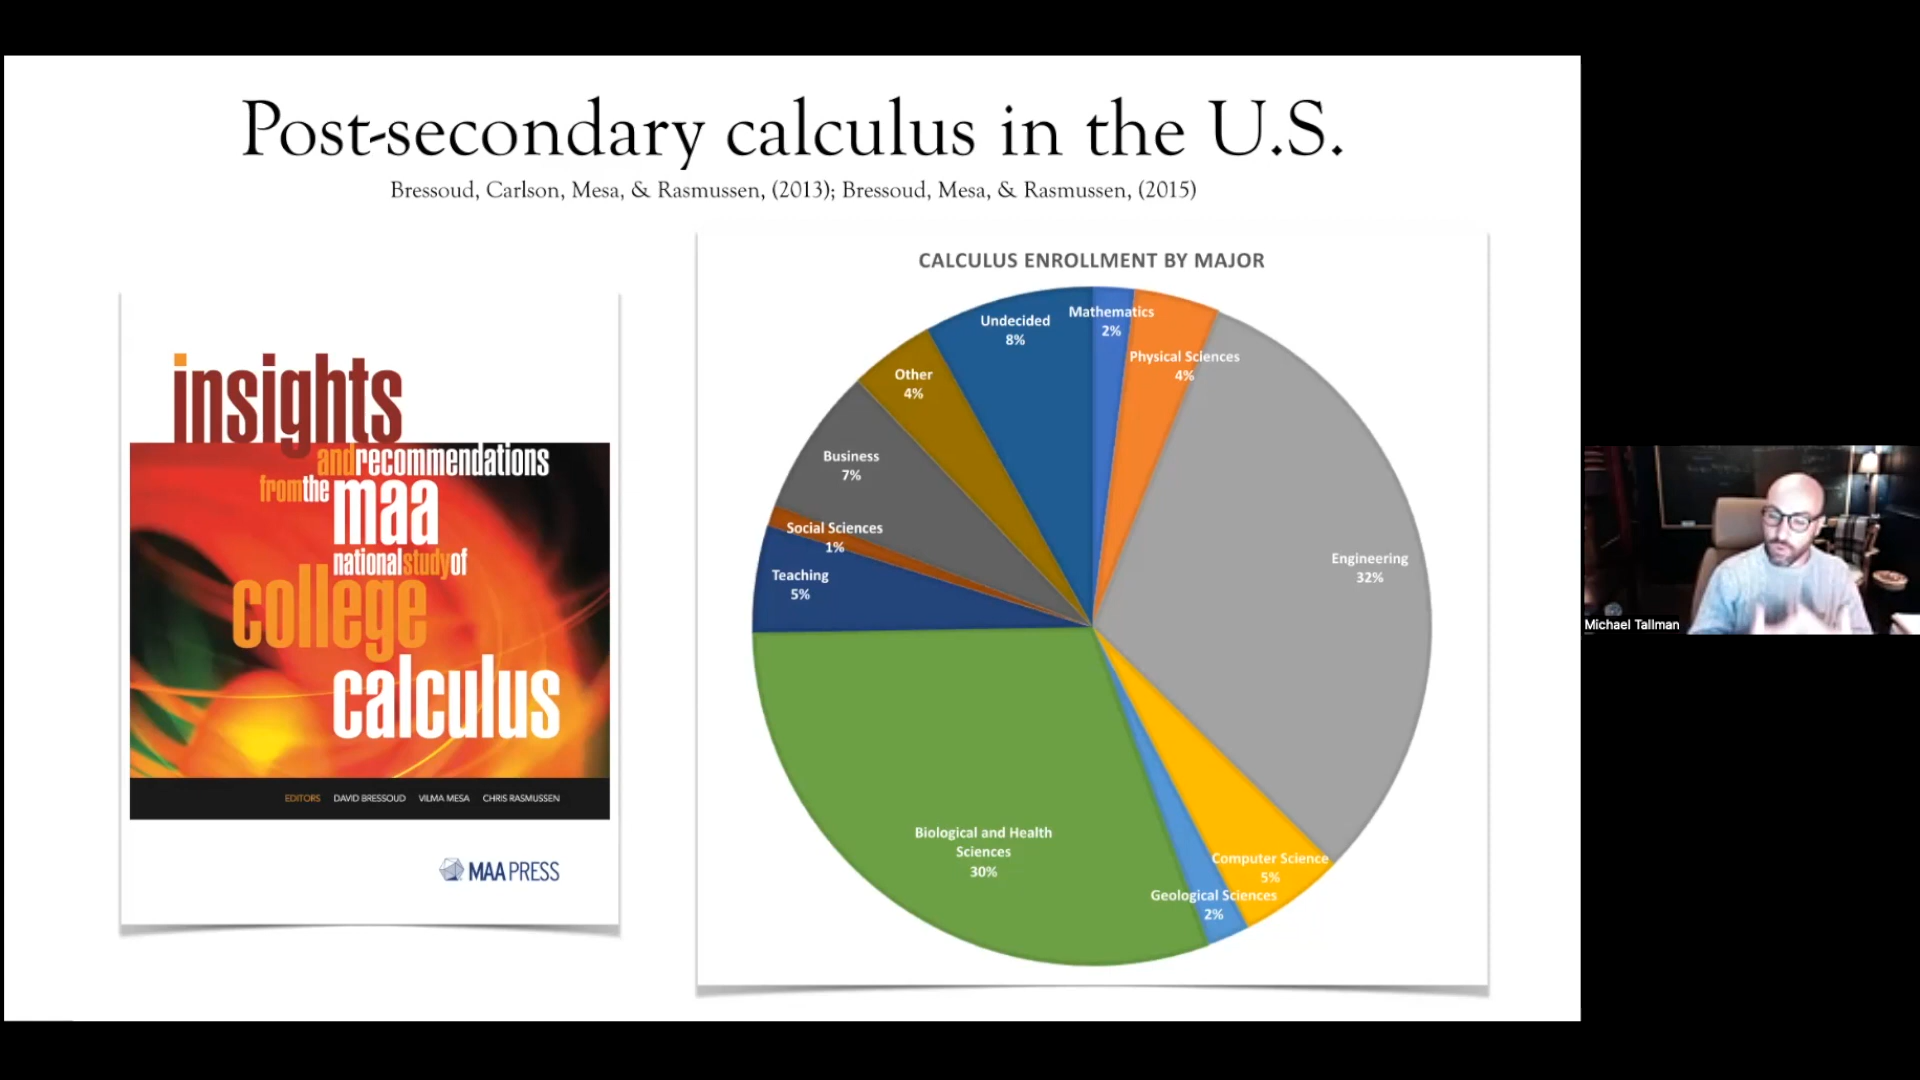 Post-secondary calculus in the U.S.
Bressoud, Carlson, Mesa, & Rasmussen, (2013); Bressoud, Mesa, & Rasmussen, (2015)
insights
andrecommendations
fromthe
maa
nationalstudyof
college
calculus
EDITORS DAVID BRESSOUD VILMA MESA CHRIS RASMUSSEN
MAA PRESS
CALCULUS ENROLLMENT BY MAJOR
Mathematics
2%
Physical Sciences
4%
Engineering
32%
Computer Science
5%
Geological Sciences
2%
Biological and Health
Sciences
30%
Teaching
5%
Social Sciences
1%
Business
7%
Other
4%
Undecided
8%
Michael Tallman